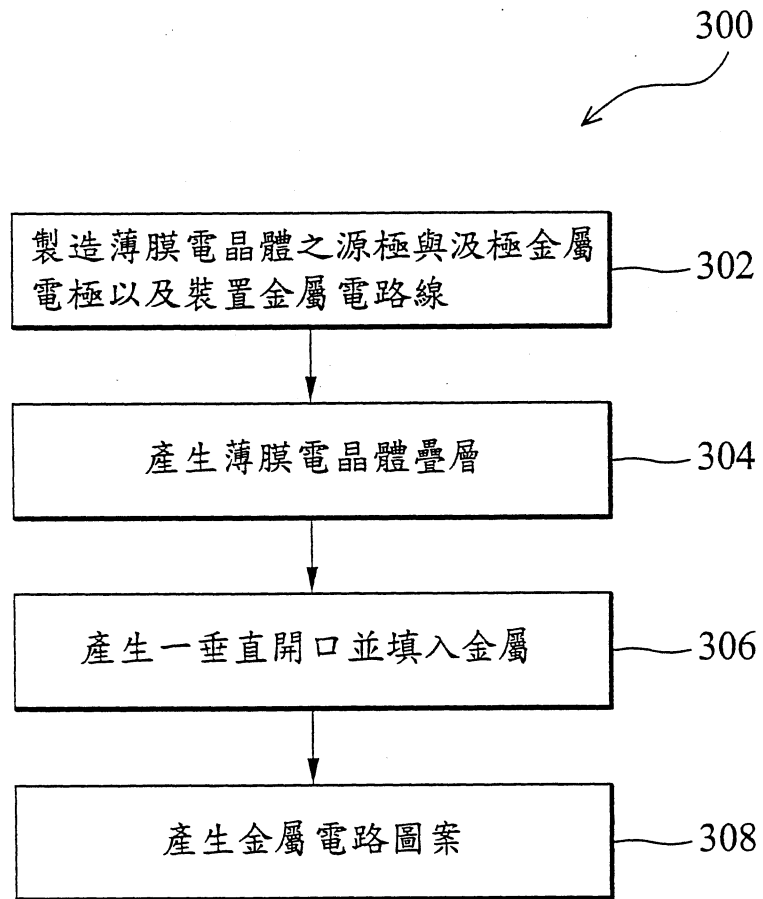 300
製造薄膜電晶體之源極與汲極金屬
電極以及裝置金屬電路線
302
產生薄膜電晶體疊層
304
產生一垂直開口並填入金屬
306
產生金屬電路圖案
308